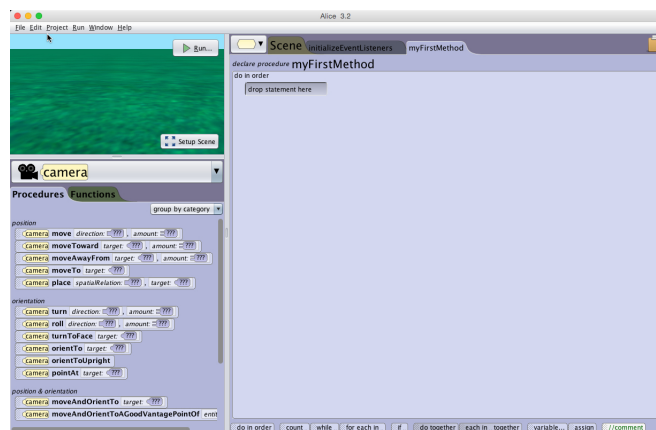 Alice 3.2
File Edit Project Run Window Help
Run...
Setup Scene
camera
Procedures Functions
group by category
position
camera move direction: ??? , amount: ???
camera moveToward target: ??? , amount: ???
camera moveAwayFrom target: ??? , amount: ???
camera moveTo target: ???
camera place spatialRelation: ??? , target: ???
orientation
camera turn direction: ??? , amount: ???
camera roll direction: ??? , amount: ???
camera turnToFace target: ???
camera orientTo target: ???
camera orientToUpright
camera pointAt target: ???
position & orientation
camera moveAndOrientTo target: ???
camera moveAndOrientToAGoodVantagePointOf entit
Scene initializeEventListeners myFirstMethod
declare procedure myFirstMethod
do in order
drop statement here
do in order count while for each in if do together each in together variable... assign //comment